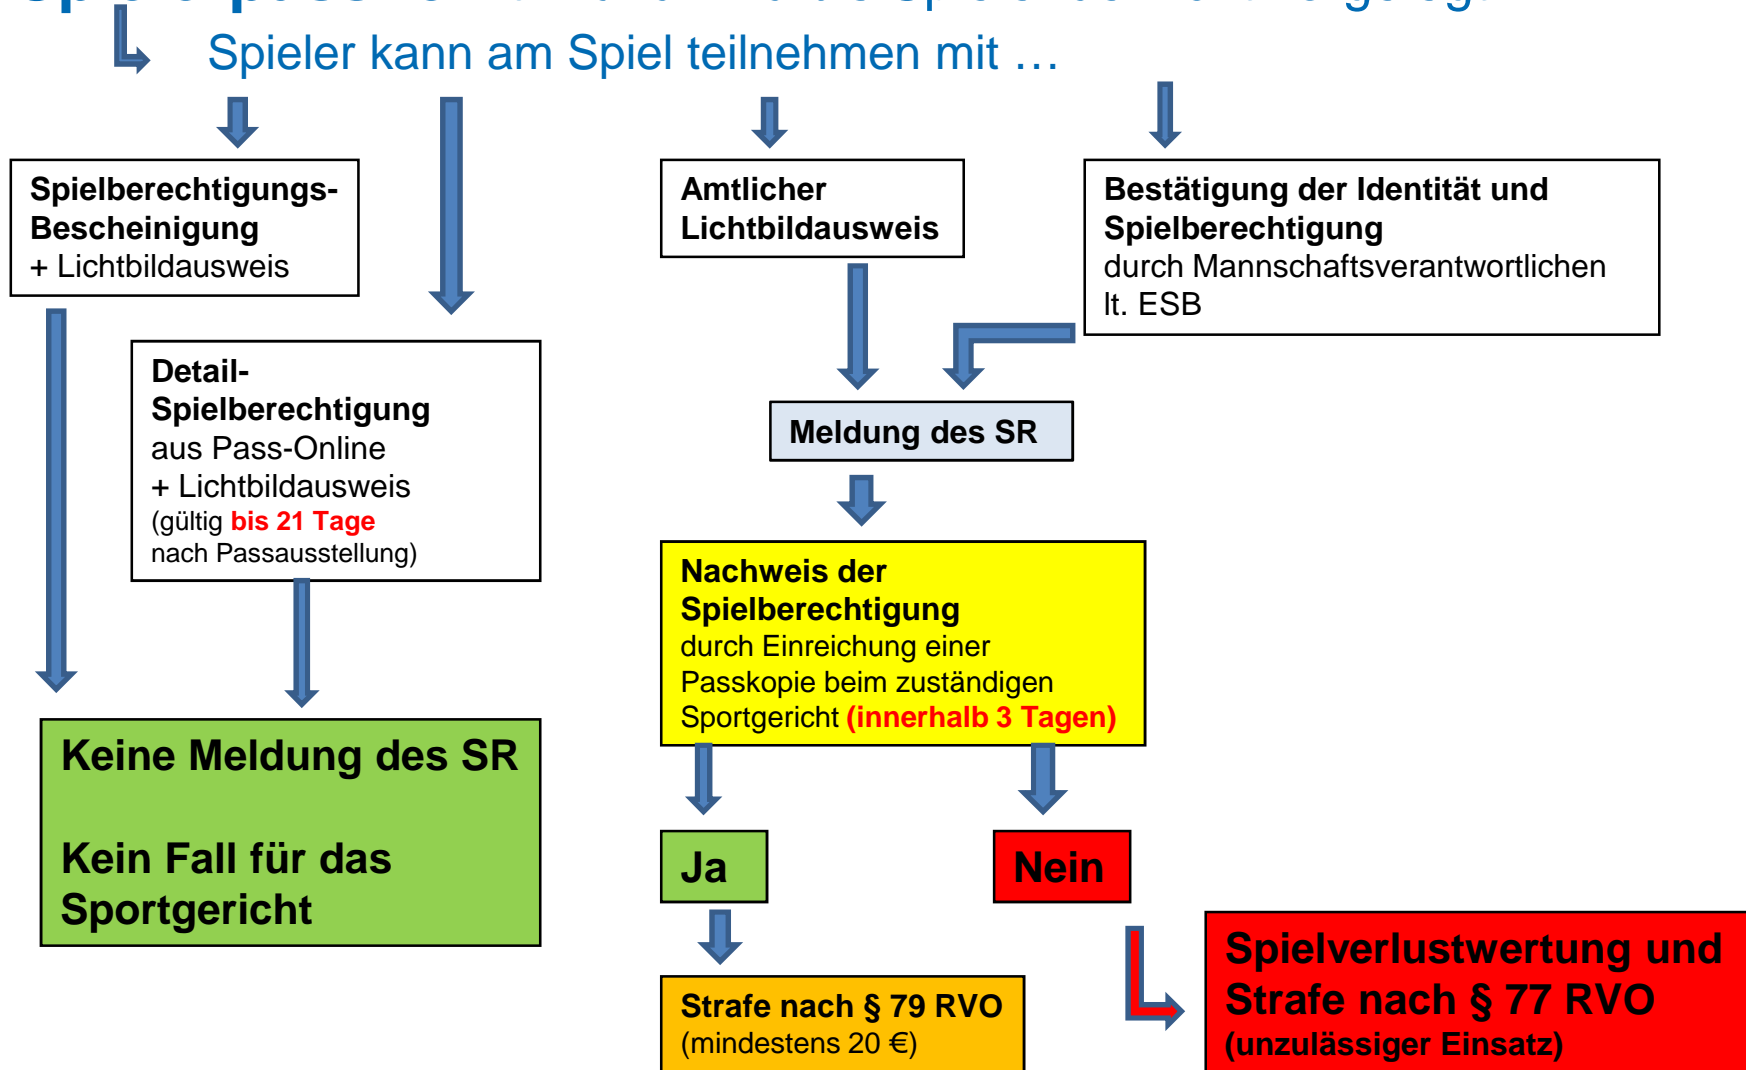 Spieler kann am Spiel teilnehmen mit …
Spielberechtigungs-
Bescheinigung
+ Lichtbildausweis
Amtlicher
Lichtbildausweis
Bestätigung der Identität und
Spielberechtigung
durch Mannschaftsverantwortlichen
lt. ESB
Detail-
Spielberechtigung
aus Pass-Online
+ Lichtbildausweis
(gültig bis 21 Tage
nach Passausstellung)
Meldung des SR
Nachweis der
Spielberechtigung
durch Einreichung einer
Passkopie beim zuständigen
Sportgericht (innerhalb 3 Tagen)
Keine Meldung des SR
Kein Fall für das
Sportgericht
Ja
Nein
Strafe nach § 79 RVO
(mindestens 20 €)
Spielverlustwertung und
Strafe nach § 77 RVO
(unzulässiger Einsatz)